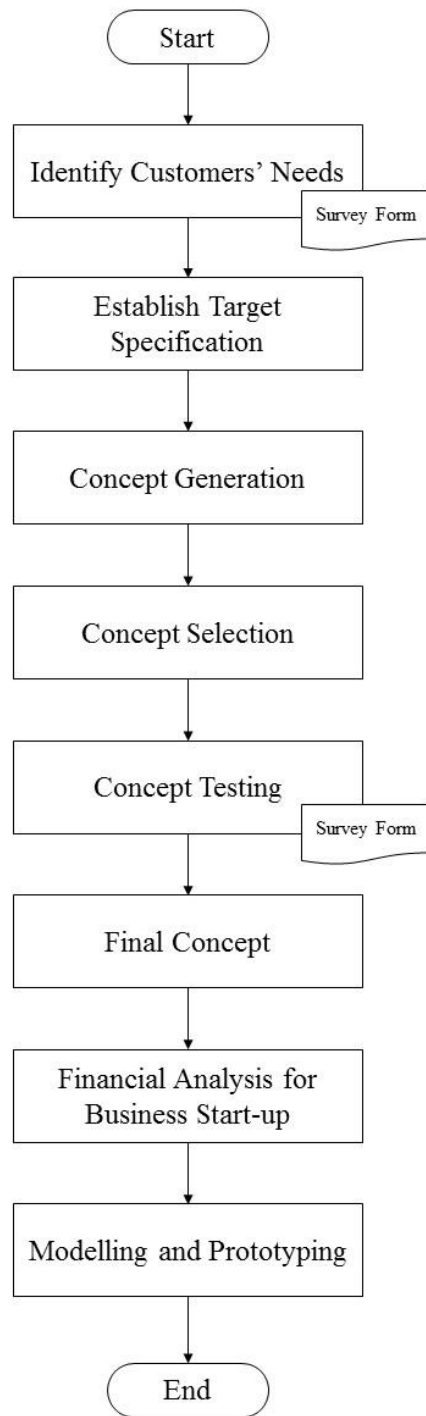 Start
Identify Customers’ Needs
Survey Form
Establish Target
Specification
Concept Generation
Concept Selection
Concept Testing
Survey Form
Final Concept
Financial Analysis for
Business Start-up
Modelling and Prototyping
End